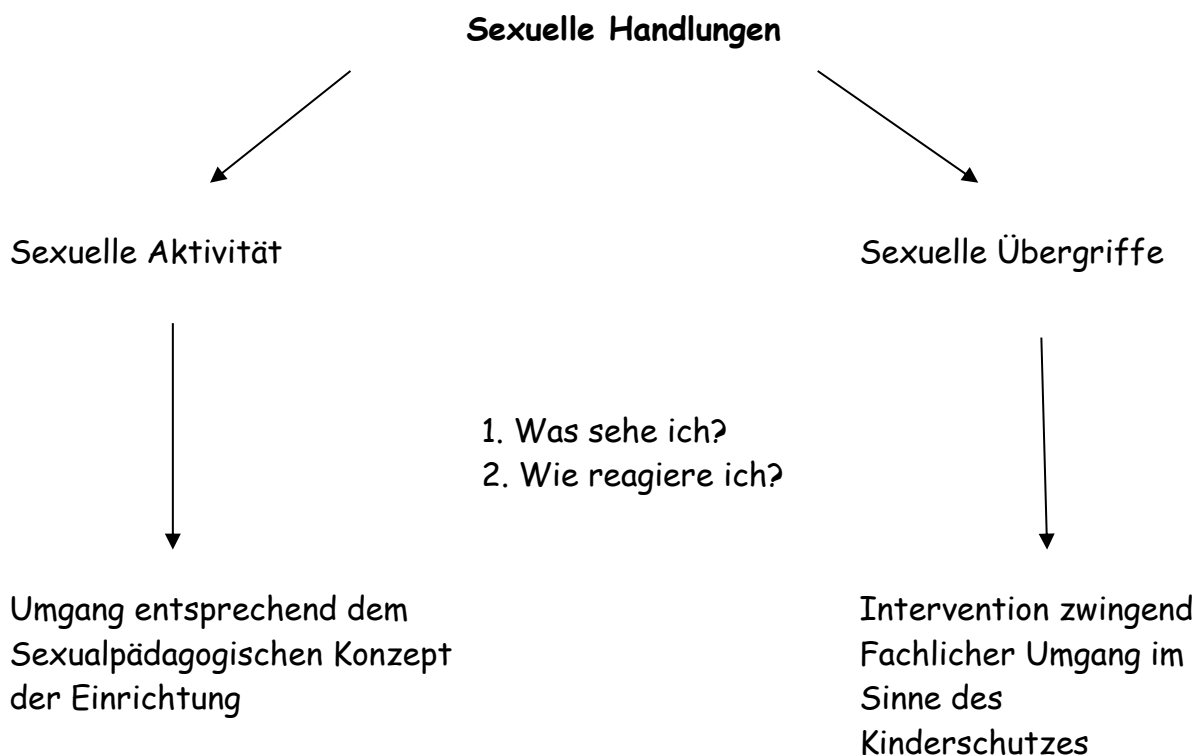 Sexuelle Handlungen
Sexuelle Aktivität
Sexuelle Übergriffe
1. Was sehe ich?
2. Wie reagiere ich?
Umgang entsprechend dem
Sexualpädagogischen Konzept
der Einrichtung
Intervention zwingend
Fachlicher Umgang im
Sinne des
Kinderschutzes